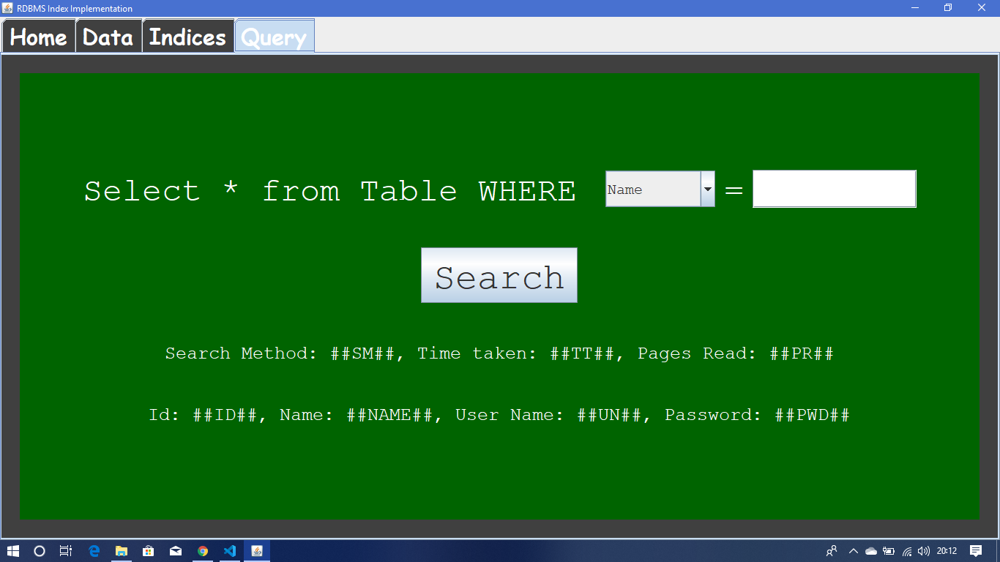 RDBMS Index Implementation
Home Data Indices Query
Select * from Table WHERE Name =
Search
Search Method: ##SM##, Time taken: ##TT##, Pages Read: ##PR##
Id: ##ID##, Name: ##NAME##, User Name: ##UN##, Password: ##PWD##
20:12